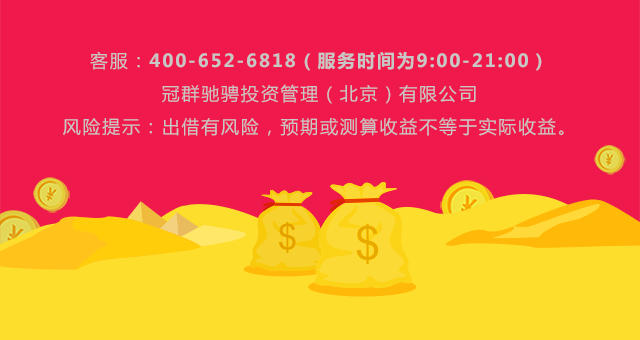 客服：400-652-6818（服务时间为9:00-21:00）
冠群驰骋投资管理（北京）有限公司
风险提示：出借有风险，预期或测算收益不等于实际收益。